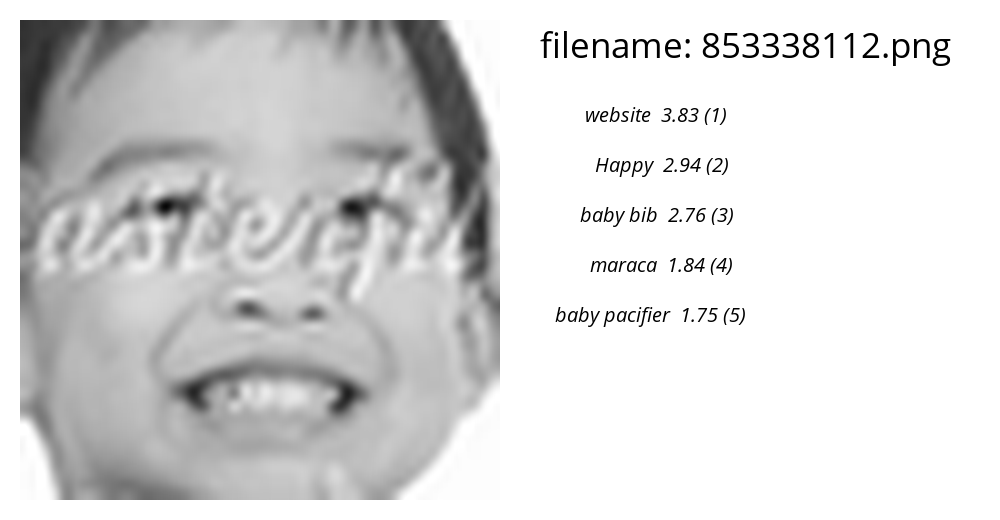 filename: 853338112.png
website 3.83 (1)
Happy 2.94 (2)
baby bib 2.76 (3)
maraca 1.84 (4)
baby pacifier 1.75 (5)